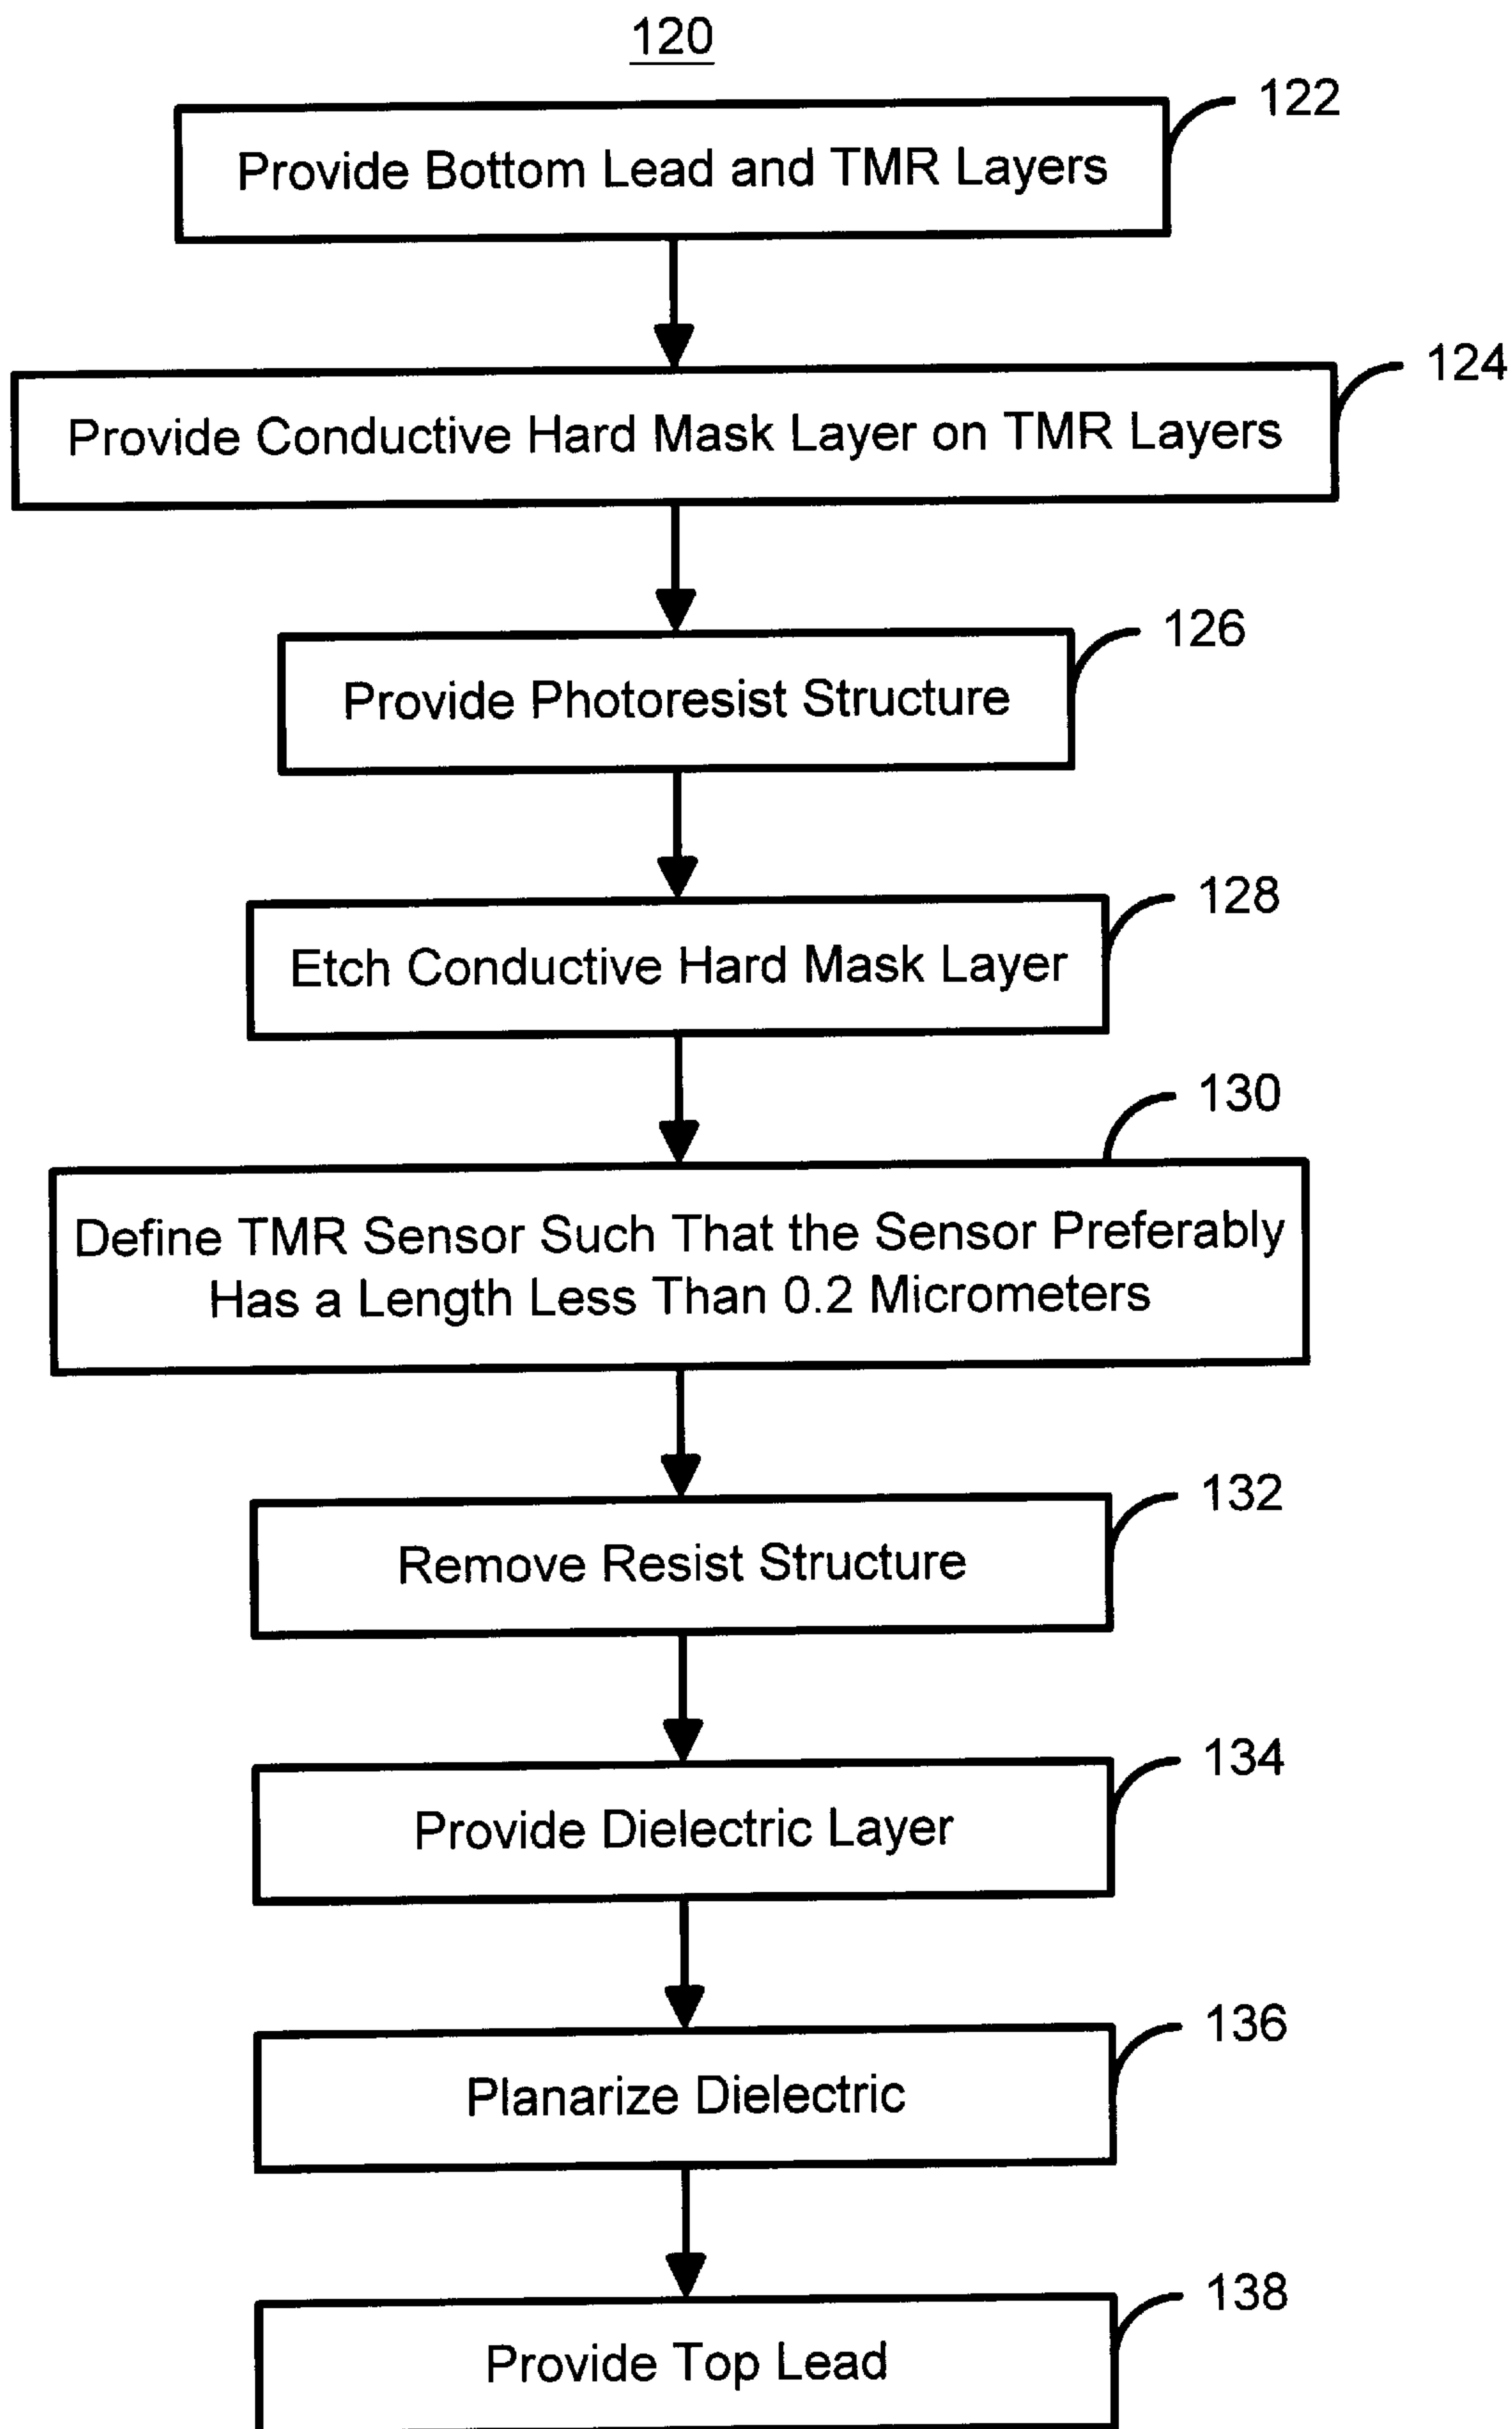 120
122
Provide Bottom Lead and TMR Layers
124
Provide Conductive Hard Mask Layer on TMR Layers
126
Provide Photoresist Structure
128
Etch Conductive Hard Mask Layer
130
Define TMR Sensor Such That the Sensor Preferably
Has a Length Less Than 0.2 Micrometers
132
Remove Resist Structure
134
Provide Dielectric Layer
136
Planarize Dielectric
138
Provide Top Lead